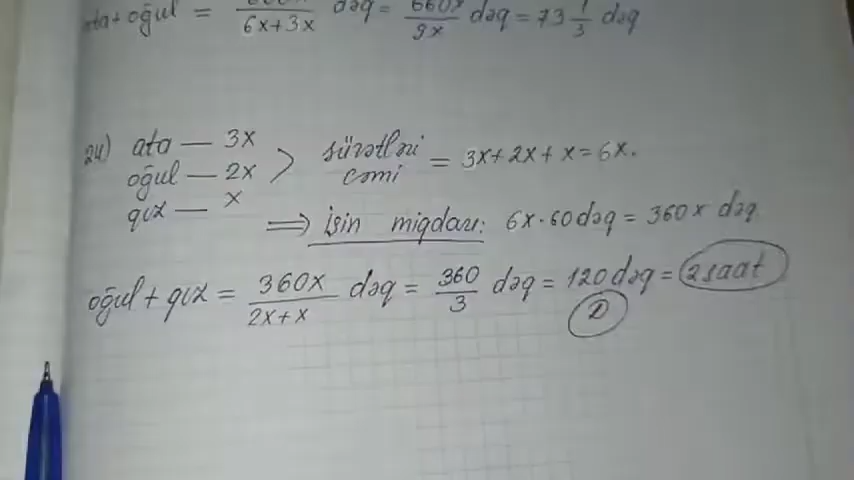 ata+oğul = / 6x+3x dəq = 660x / 9x dəq = 73 1/3 dəq
24) ata — 3x
oğul — 2x > sürətləri cəmi = 3x+2x+x=6x.
qız — x
⇒ işin miqdarı: 6x·60dəq = 360x dəq
oğul+qız = 360x / 2x+x dəq = 360 / 3 dəq = 120dəq = 2saat
D